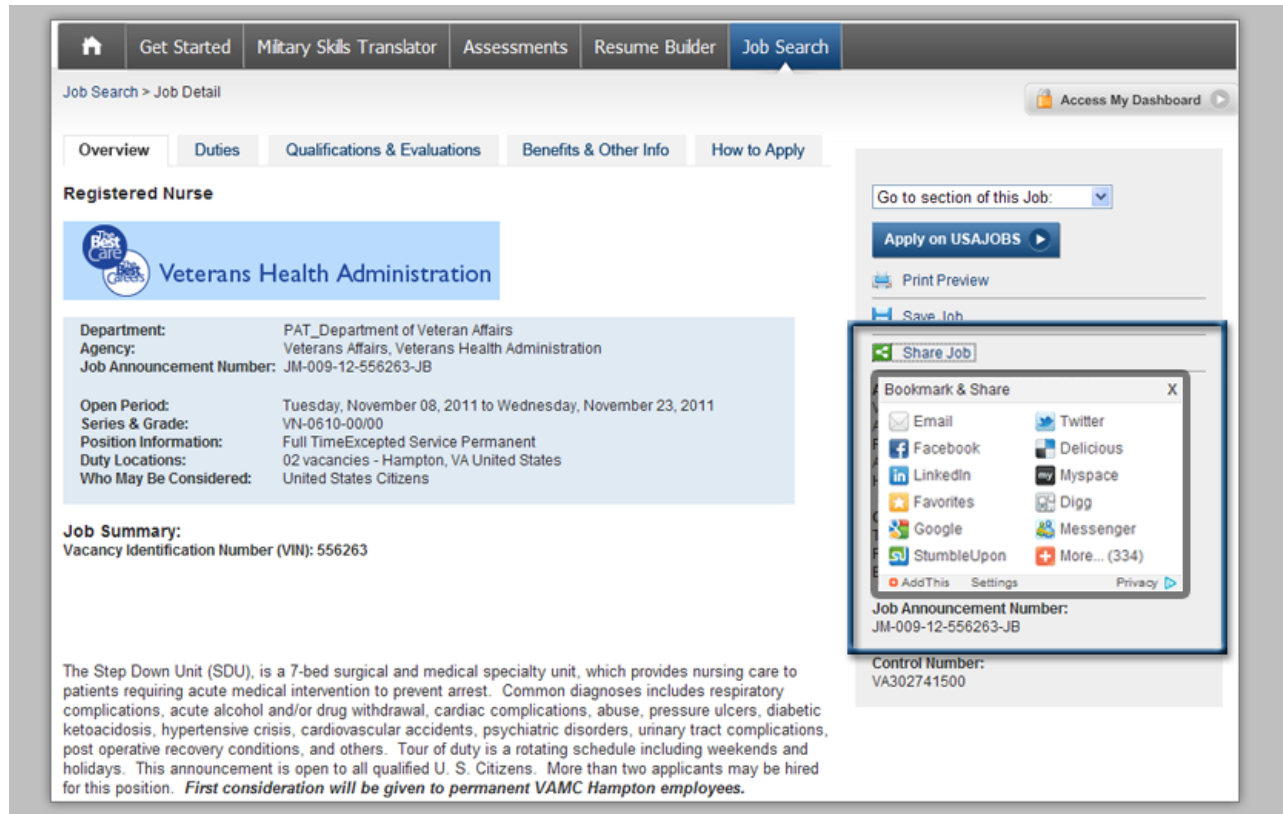 Get Started
Military Skills Translator
Assessments
Resume Builder
Job Search
Job Search > Job Detail
Access My Dashboard
Overview
Duties
Qualifications & Evaluations
Benefits & Other Info
How to Apply
Registered Nurse
The Best Care
The Best Careers
Veterans Health Administration
Department: PAT_Department of Veteran Affairs
Agency: Veterans Affairs, Veterans Health Administration
Job Announcement Number: JM-009-12-556263-JB
Open Period: Tuesday, November 08, 2011 to Wednesday, November 23, 2011
Series & Grade: VN-0610-00/00
Position Information: Full TimeExcepted Service Permanent
Duty Locations: 02 vacancies - Hampton, VA United States
Who May Be Considered: United States Citizens
Job Summary:
Vacancy Identification Number (VIN): 556263
The Step Down Unit (SDU), is a 7-bed surgical and medical specialty unit, which provides nursing care to
patients requiring acute medical intervention to prevent arrest. Common diagnoses includes respiratory
complications, acute alcohol and/or drug withdrawal, cardiac complications, abuse, pressure ulcers, diabetic
ketoacidosis, hypertensive crisis, cardiovascular accidents, psychiatric disorders, urinary tract complications,
post operative recovery conditions, and others. Tour of duty is a rotating schedule including weekends and
holidays. This announcement is open to all qualified U. S. Citizens. More than two applicants may be hired
for this position. First consideration will be given to permanent VAMC Hampton employees.
Go to section of this Job:
Apply on USAJOBS
Print Preview
Save Job
Share Job
Bookmark & Share X
Email
Twitter
Facebook
Delicious
LinkedIn
Myspace
Favorites
Digg
Google
Messenger
StumbleUpon
More... (334)
AddThis Settings Privacy
Job Announcement Number:
JM-009-12-556263-JB
Control Number:
VA302741500